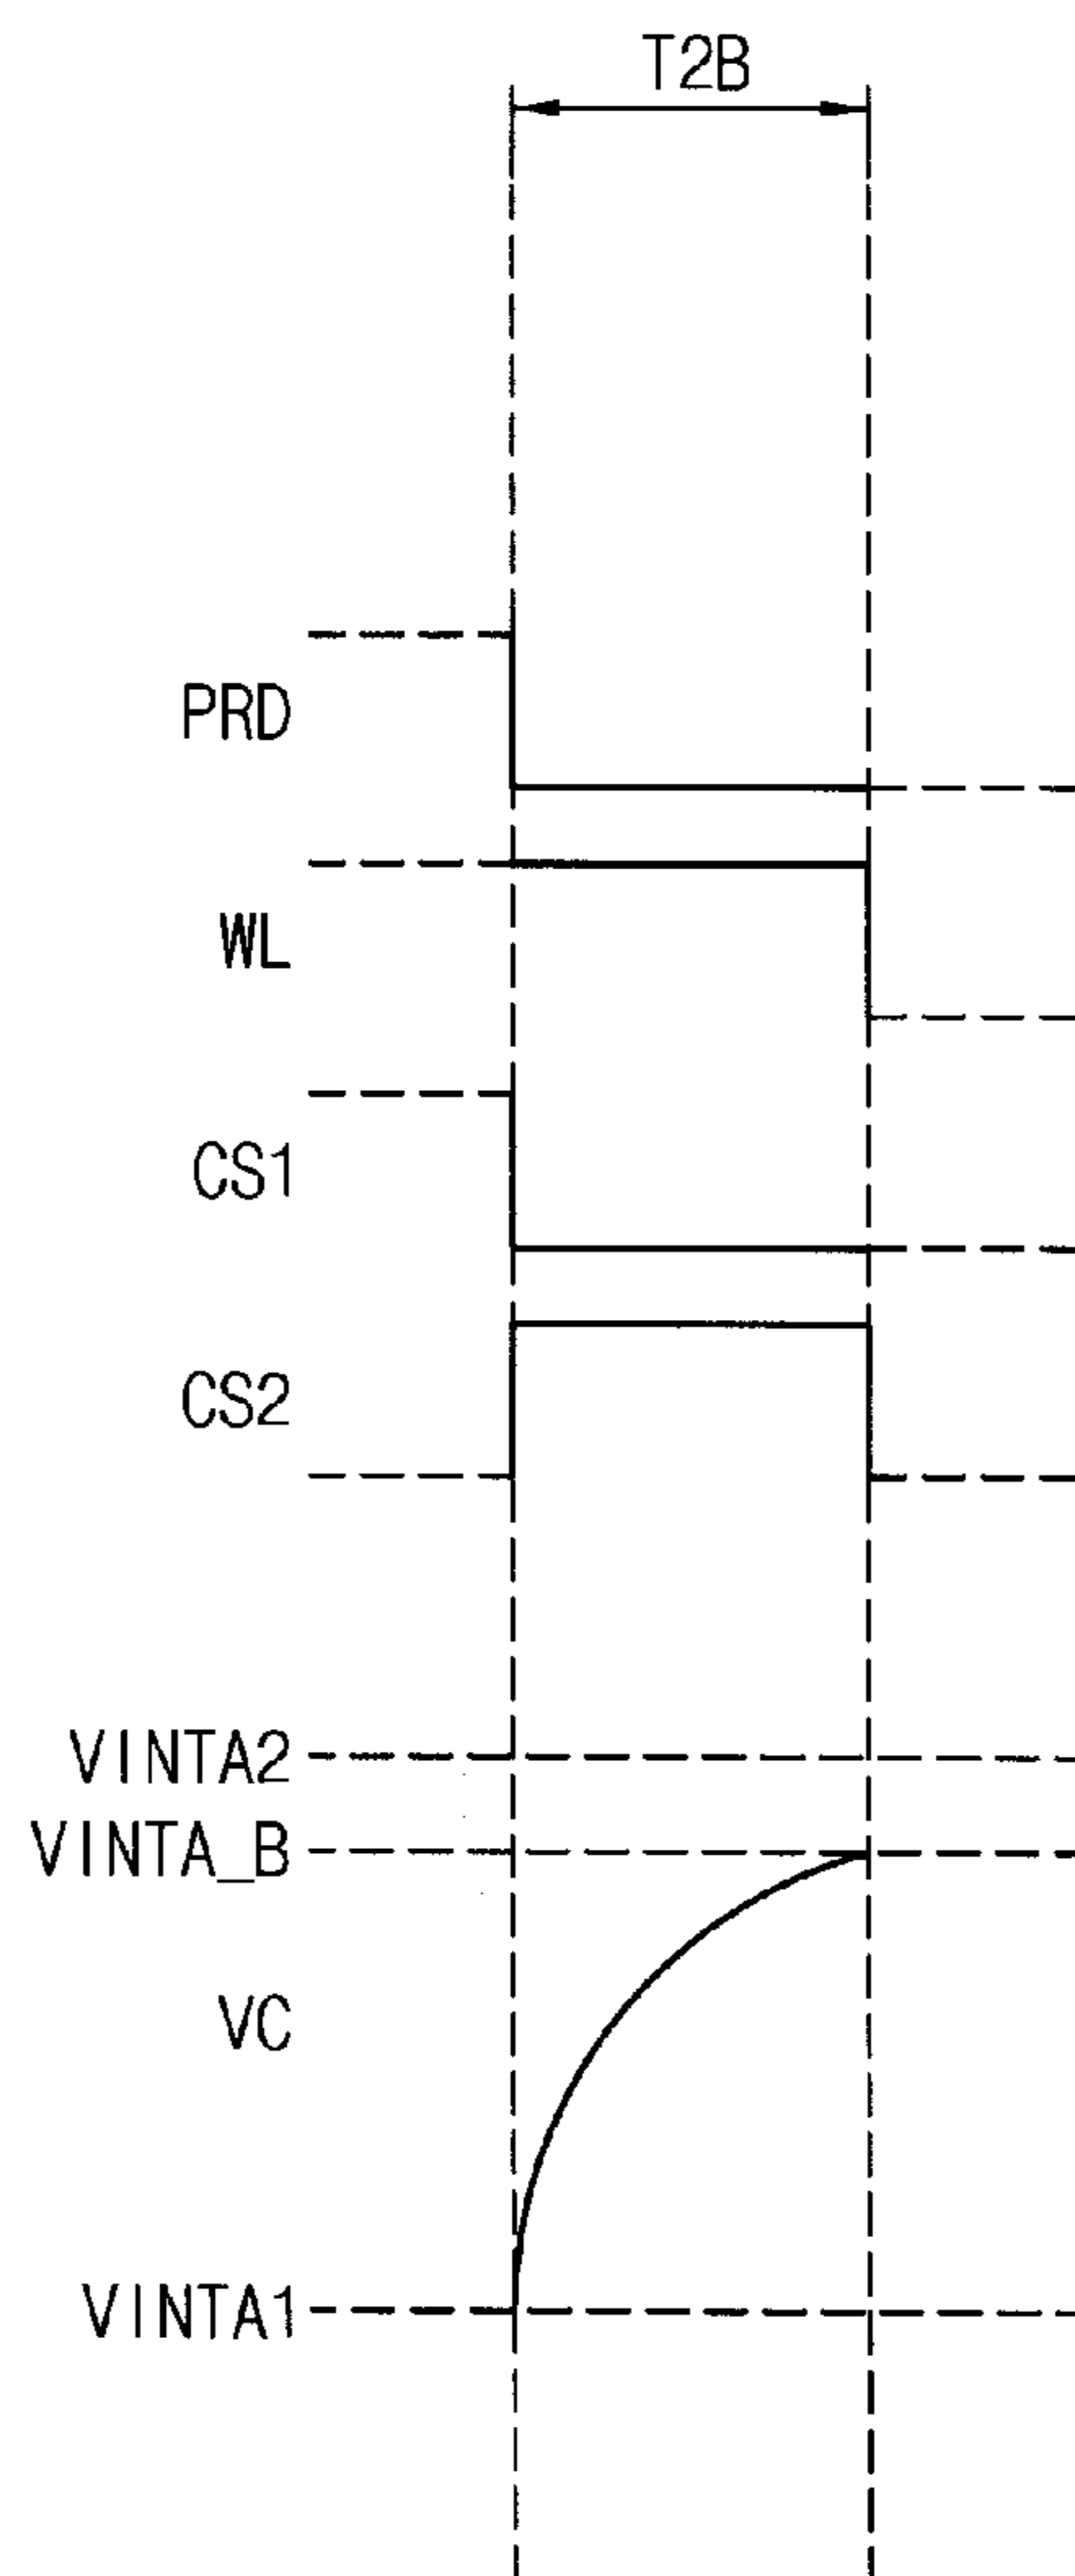 T2B
PRD
WL
CS1
CS2
VINTA2
VINTA_B
VC
VINTA1